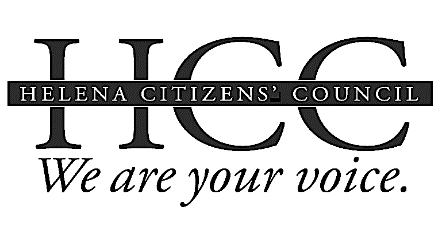 HCC
HELENA CITIZENS' COUNCIL
We are your voice.